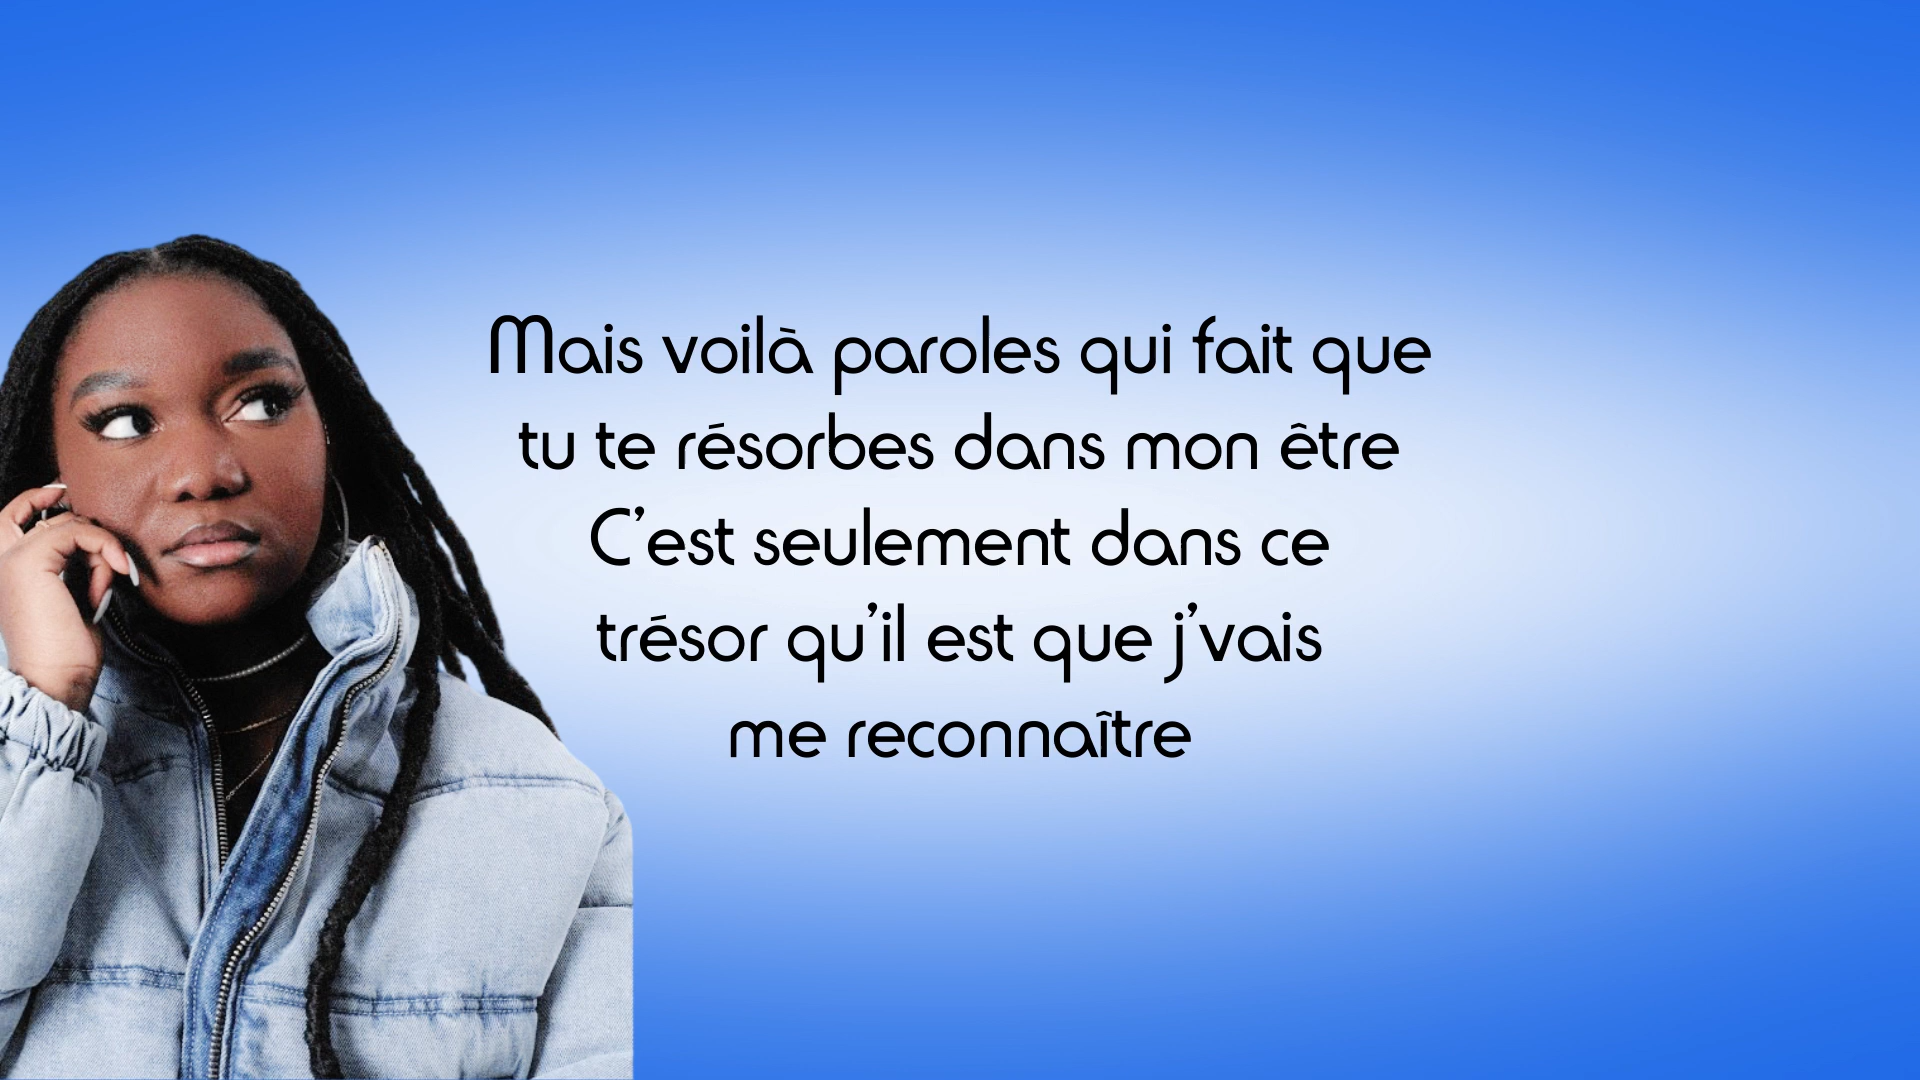 Mais voilà paroles qui fait que
tu te résorbes dans mon être
C’est seulement dans ce
trésor qu’il est que j’vais
me reconnaître